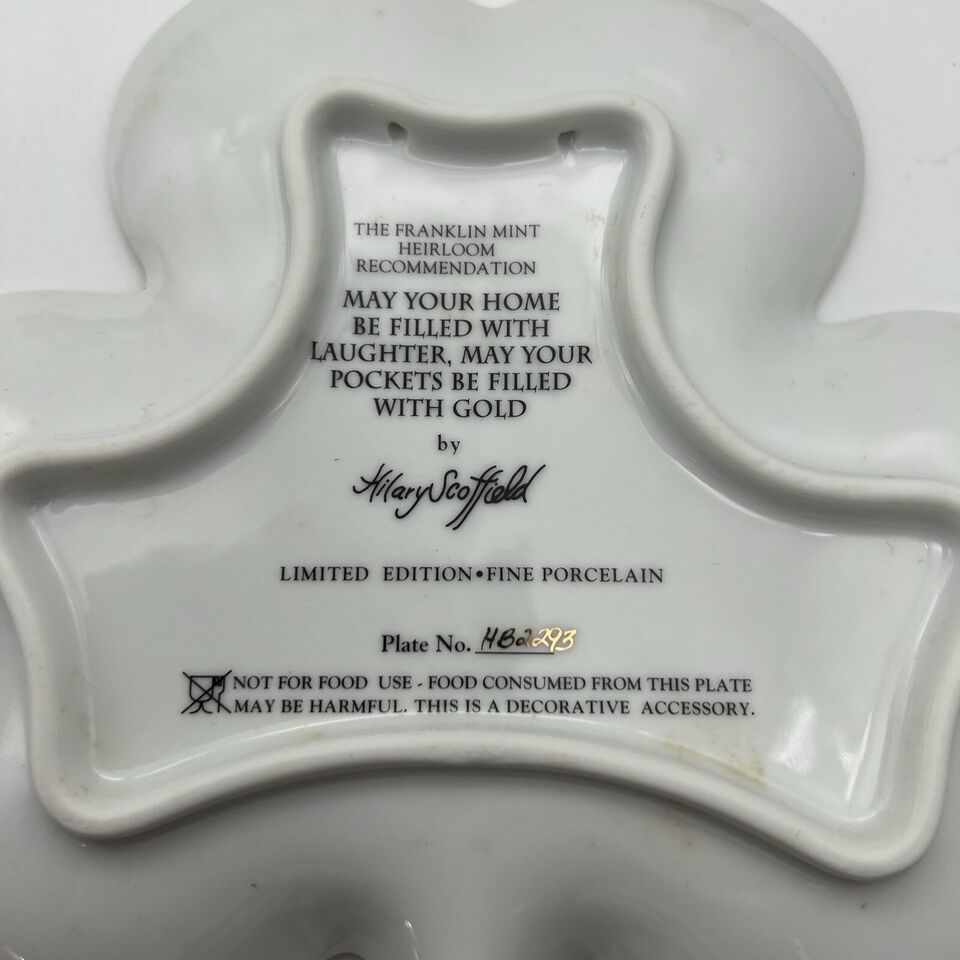 THE FRANKLIN MINT
HEIRLOOM
RECOMMENDATION
MAY YOUR HOME
BE FILLED WITH
LAUGHTER, MAY YOUR
POCKETS BE FILLED
WITH GOLD
by
Hilary Scoffield
LIMITED EDITION•FINE PORCELAIN
Plate No. HB2293
NOT FOR FOOD USE - FOOD CONSUMED FROM THIS PLATE
MAY BE HARMFUL. THIS IS A DECORATIVE ACCESSORY.